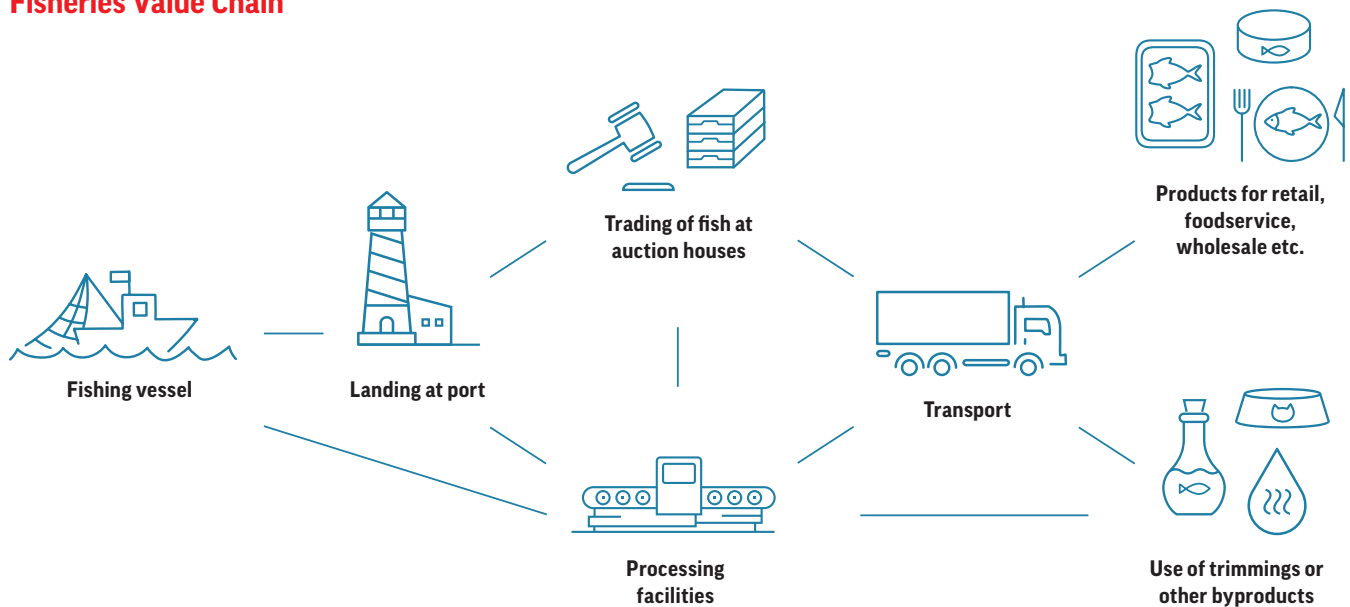 Fisheries Value Chain
Products for retail,
foodservice,
wholesale etc.
Trading of fish at
auction houses
Fishing vessel
Landing at port
Transport
Processing
facilities
Use of trimmings or
other byproducts